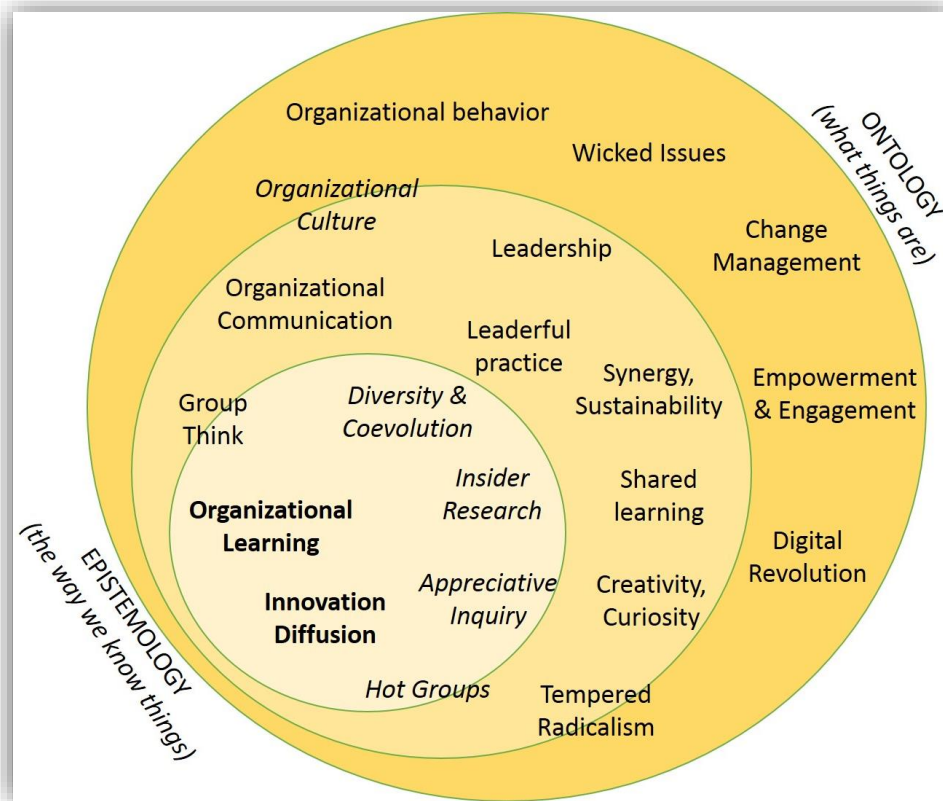 Organizational behavior
Wicked Issues
ONTOLOGY
(what things are)
Organizational
Culture
Leadership
Change
Management
Organizational
Communication
Leaderful
practice
Synergy,
Sustainability
Empowerment
& Engagement
Group
Think
Diversity &
Coevolution
Insider
Research
Shared
learning
Organizational
Learning
Digital
Revolution
Innovation
Diffusion
Appreciative
Inquiry
Creativity,
Curiosity
Hot Groups
Tempered
Radicalism
EPISTEMOLOGY
(the way we know things)